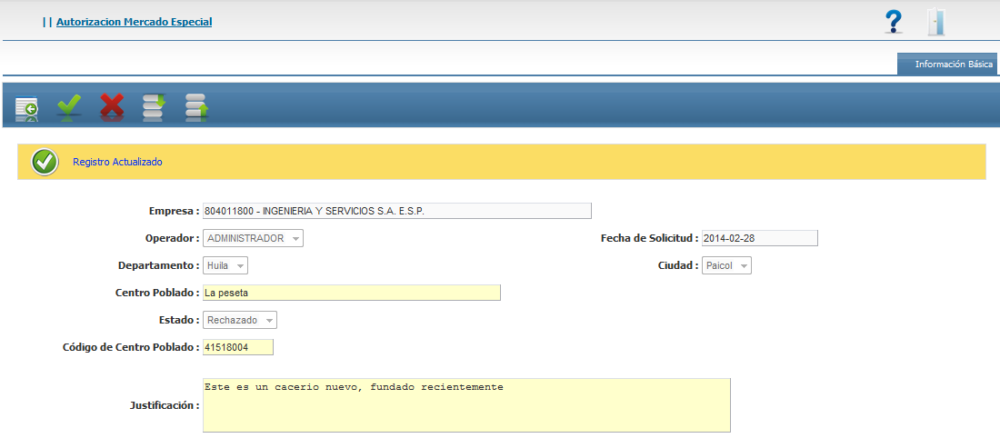 || Autorizacion Mercado Especial
Información Básica
Registro Actualizado
Empresa : 804011800 - INGENIERIA Y SERVICIOS S.A. E.S.P.
Operador : ADMINISTRADOR Fecha de Solicitud : 2014-02-28
Departamento : Huila Ciudad : Paicol
Centro Poblado : La peseta
Estado : Rechazado
Código de Centro Poblado : 41518004
Este es un cacerio nuevo, fundado recientemente
Justificación :